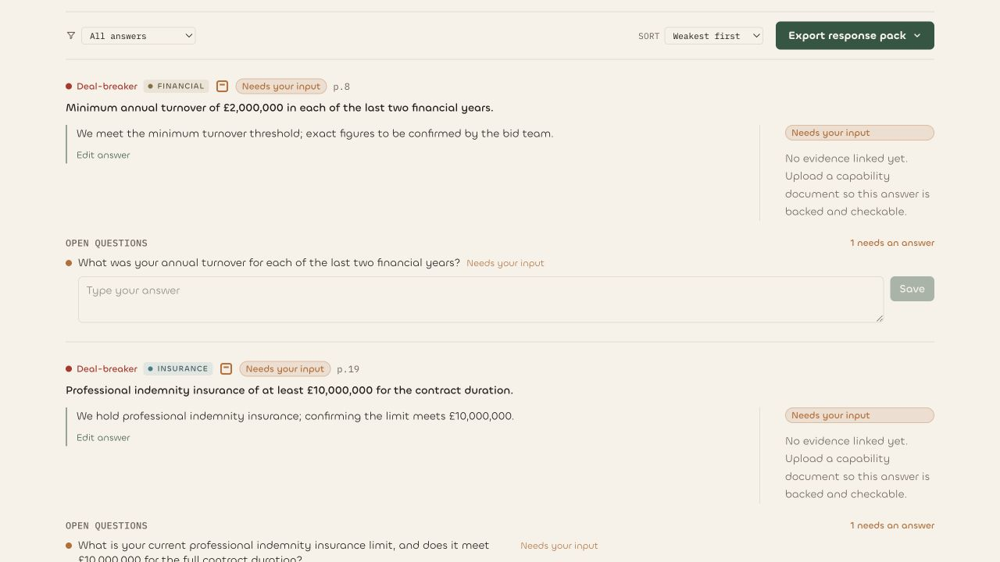 All answers
SORT Weakest first Export response pack
Deal-breaker FINANCIAL Needs your input p.8
Minimum annual turnover of £2,000,000 in each of the last two financial years.
We meet the minimum turnover threshold; exact figures to be confirmed by the bid team.
Edit answer
Needs your input
No evidence linked yet.
Upload a capability
document so this answer is
backed and checkable.
OPEN QUESTIONS 1 needs an answer
What was your annual turnover for each of the last two financial years? Needs your input
Type your answer
Save
Deal-breaker INSURANCE Needs your input p.19
Professional indemnity insurance of at least £10,000,000 for the contract duration.
We hold professional indemnity insurance; confirming the limit meets £10,000,000.
Edit answer
Needs your input
No evidence linked yet.
Upload a capability
document so this answer is
backed and checkable.
OPEN QUESTIONS 1 needs an answer
What is your current professional indemnity insurance limit, and does it meet Needs your input
£10,000,000 for the full contract duration?